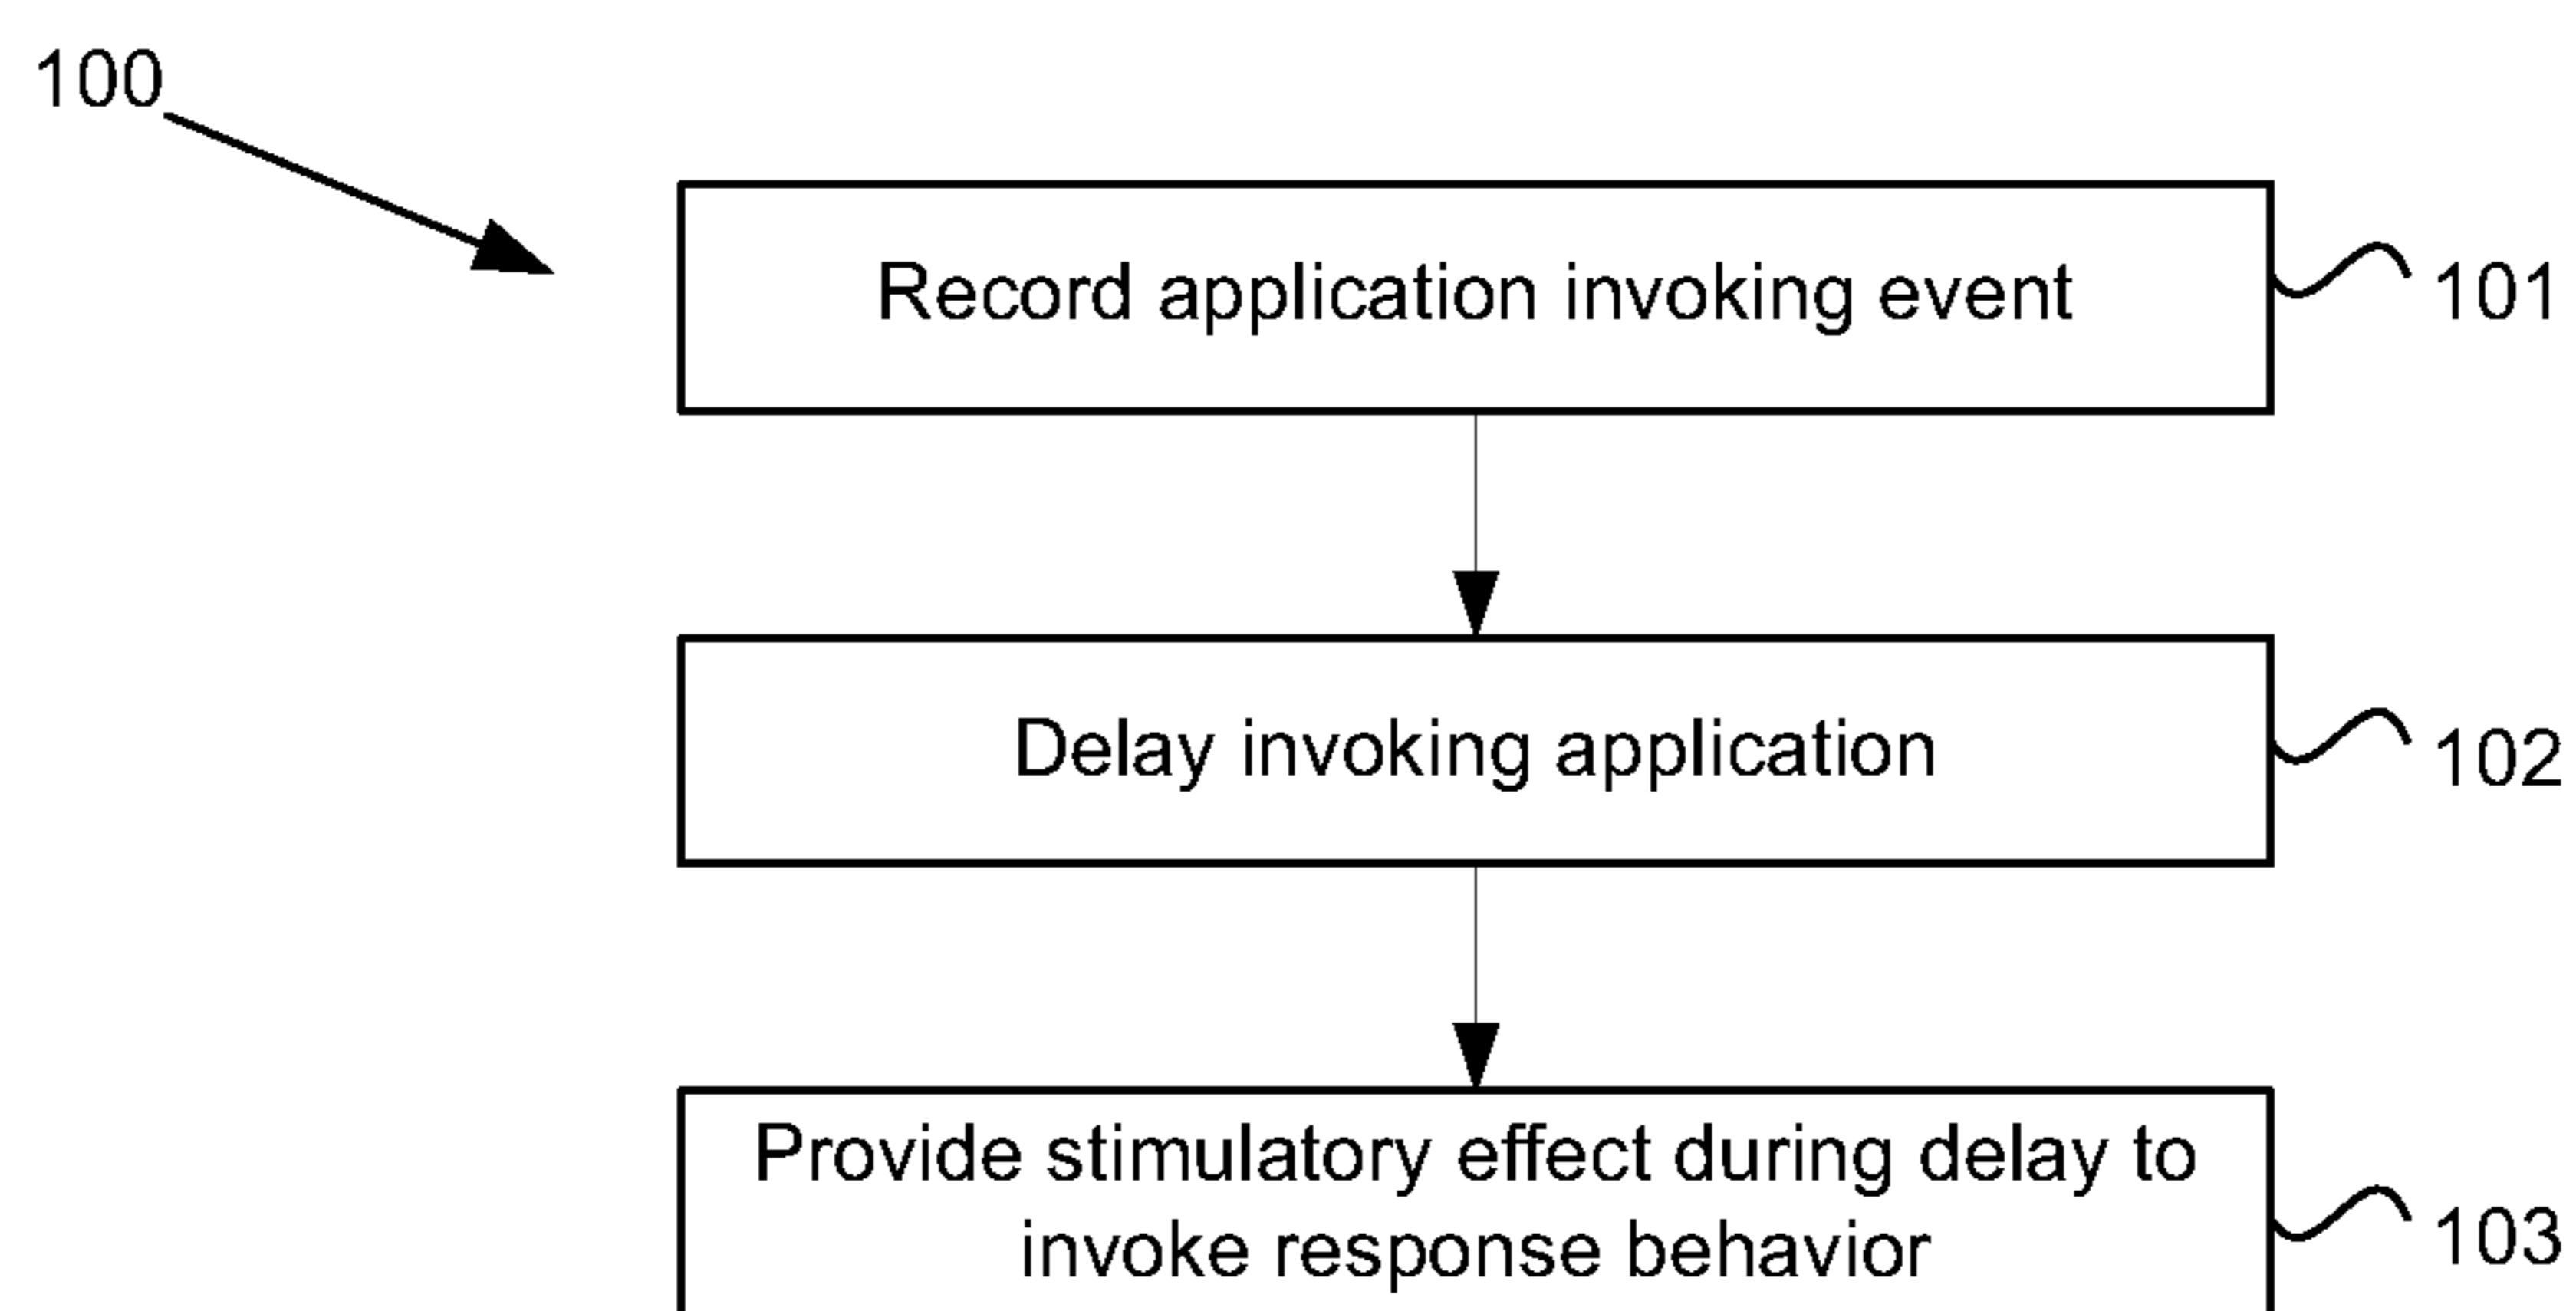 100
Record application invoking event
101
Delay invoking application
102
Provide stimulatory effect during delay to
invoke response behavior
103